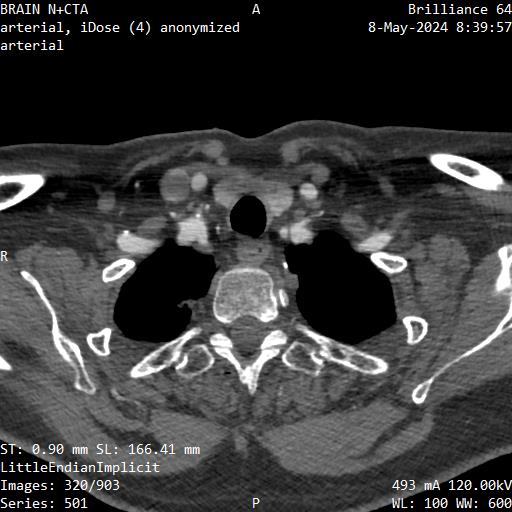 BRAIN N+CTA
arterial, iDose (4) anonymized
arterial
A
Brilliance 64
8-May-2024 8:39:57
R
ST: 0.90 mm SL: 166.41 mm
LittleEndianImplicit
Images: 320/903
Series: 501
P
493 mA 120.00kV
WL: 100 WW: 600